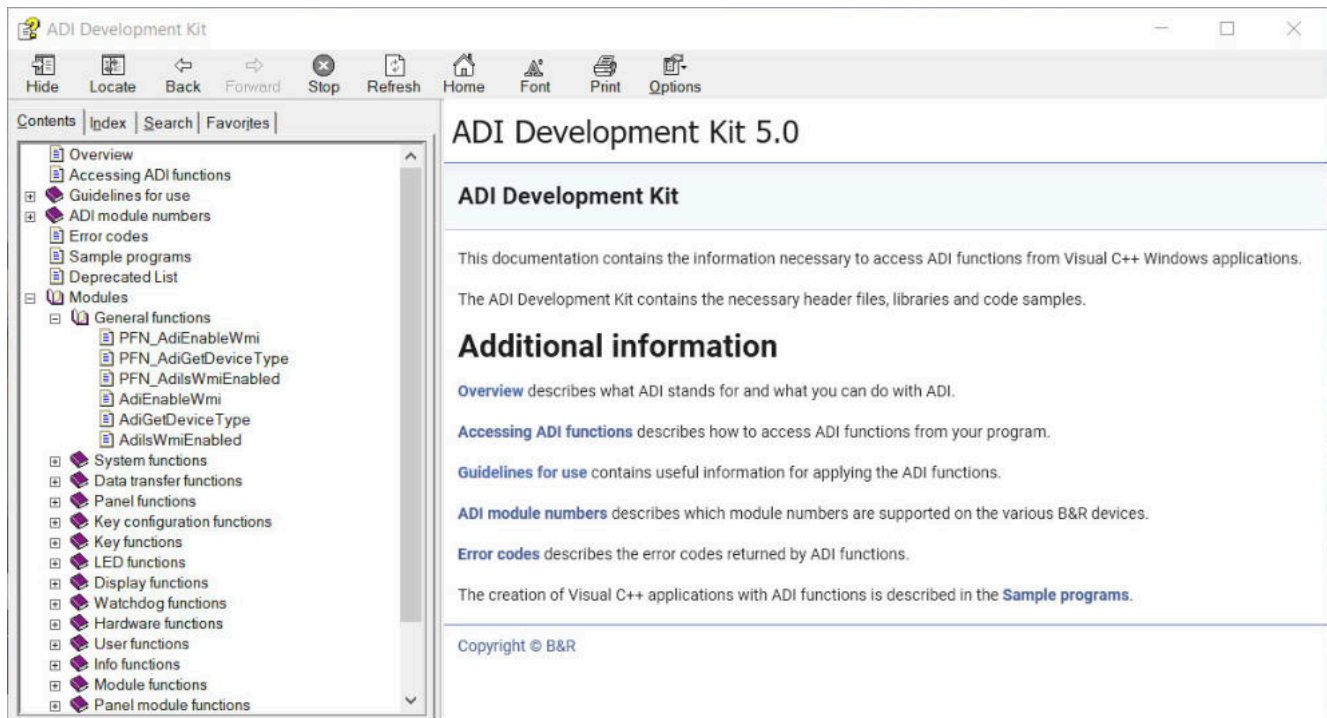 ADI Development Kit
Hide Locate Back Forward Stop Refresh Home Font Print Options
Contents Index Search Favorites
Overview
Accessing ADI functions
Guidelines for use
ADI module numbers
Error codes
Sample programs
Deprecated List
Modules
General functions
PFN_AdiEnableWmi
PFN_AdiGetDeviceType
PFN_AdiIsWmiEnabled
AdiEnableWmi
AdiGetDeviceType
AdiIsWmiEnabled
System functions
Data transfer functions
Panel functions
Key configuration functions
Key functions
LED functions
Display functions
Watchdog functions
Hardware functions
User functions
Info functions
Module functions
Panel module functions
ADI Development Kit 5.0
ADI Development Kit
This documentation contains the information necessary to access ADI functions from Visual C++ Windows applications.
The ADI Development Kit contains the necessary header files, libraries and code samples.
Additional information
Overview describes what ADI stands for and what you can do with ADI.
Accessing ADI functions describes how to access ADI functions from your program.
Guidelines for use contains useful information for applying the ADI functions.
ADI module numbers describes which module numbers are supported on the various B&R devices.
Error codes describes the error codes returned by ADI functions.
The creation of Visual C++ applications with ADI functions is described in the Sample programs.
Copyright © B&R